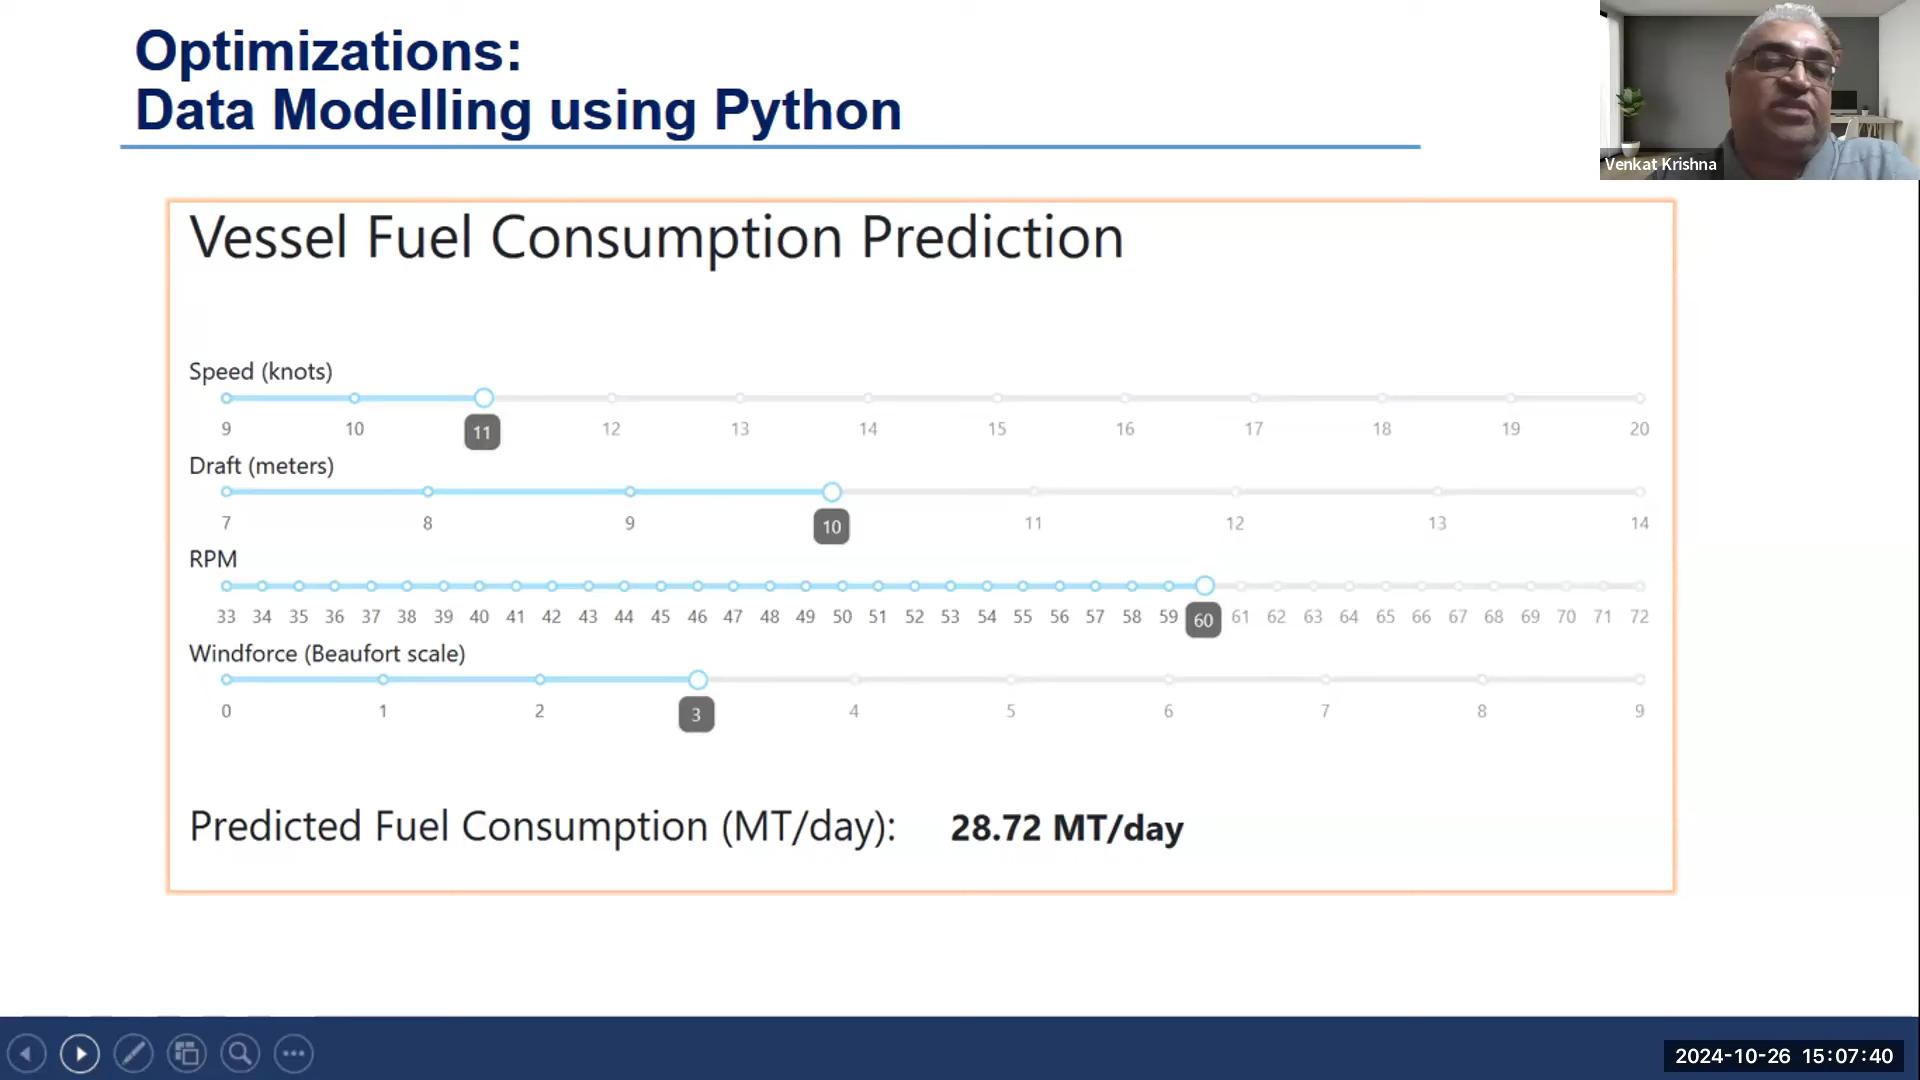 Optimizations:
Data Modelling using Python
Venkat Krishna
Vessel Fuel Consumption Prediction
Speed (knots)
9 10 11 12 13 14 15 16 17 18 19 20
Draft (meters)
7 8 9 10 11 12 13 14
RPM
33 34 35 36 37 38 39 40 41 42 43 44 45 46 47 48 49 50 51 52 53 54 55 56 57 58 59 60 61 62 63 64 65 66 67 68 69 70 71 72
Windforce (Beaufort scale)
0 1 2 3 4 5 6 7 8 9
Predicted Fuel Consumption (MT/day): 28.72 MT/day
2024-10-26 15:07:40